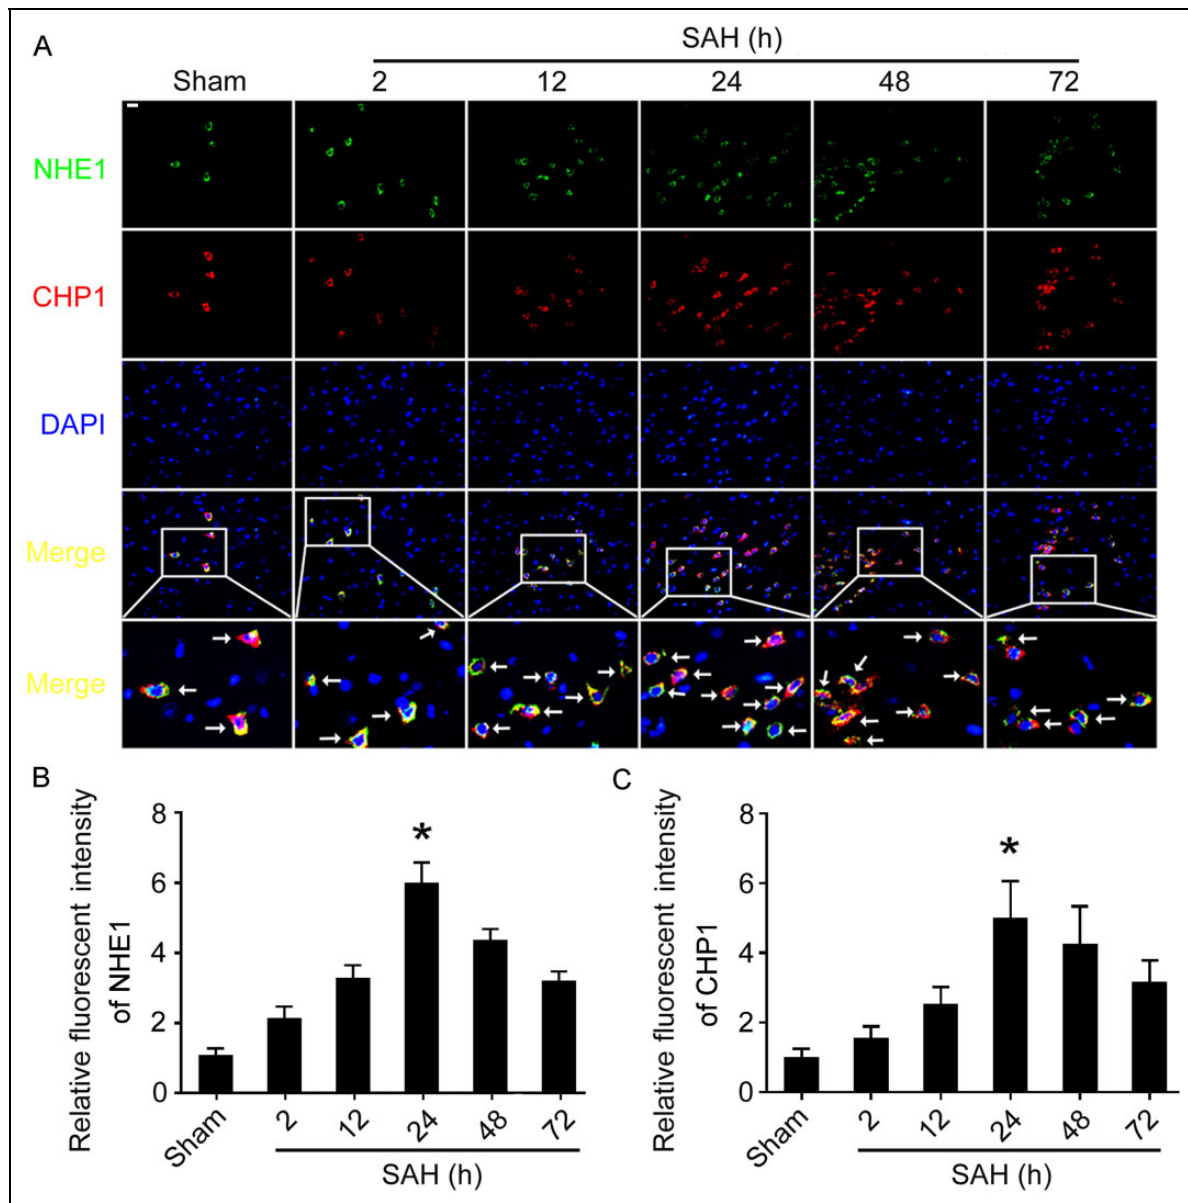 A
SAH (h)
Sham 2 12 24 48 72
NHE1
CHP1
DAPI
Merge
Merge
B
Relative fluorescent intensity
of NHE1
8
6
4
2
0
*
Sham 2 12 24 48 72
SAH (h)
C
Relative fluorescent intensity
of CHP1
8
6
4
2
0
*
Sham 2 12 24 48 72
SAH (h)